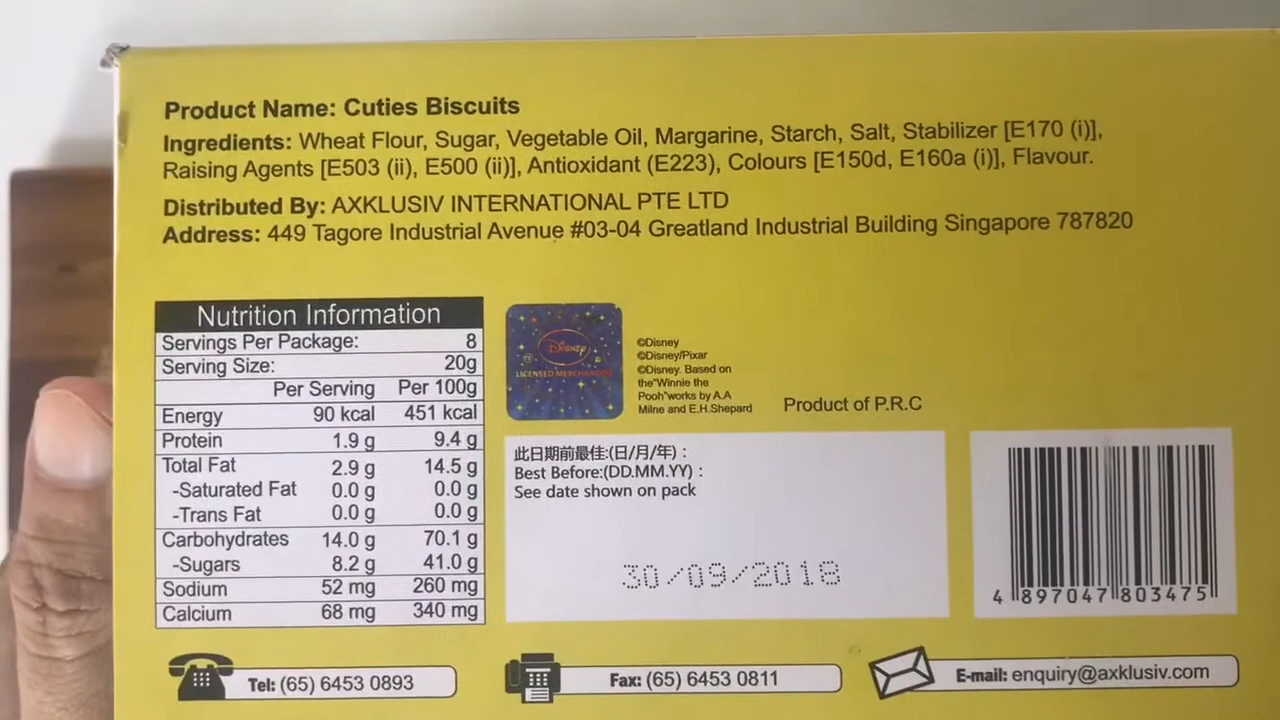 Product Name: Cuties Biscuits
Ingredients: Wheat Flour, Sugar, Vegetable Oil, Margarine, Starch, Salt, Stabilizer [E170 (i)],
Raising Agents [E503 (ii), E500 (ii)], Antioxidant (E223), Colours [E150d, E160a (i)], Flavour.
Distributed By: AXKLUSIV INTERNATIONAL PTE LTD
Address: 449 Tagore Industrial Avenue #03-04 Greatland Industrial Building Singapore 787820
Nutrition Information
Servings Per Package: 8
Serving Size: 20g
Per Serving Per 100g
Energy 90 kcal 451 kcal
Protein 1.9 g 9.4 g
Total Fat 2.9 g 14.5 g
-Saturated Fat 0.0 g 0.0 g
-Trans Fat 0.0 g 0.0 g
Carbohydrates 14.0 g 70.1 g
-Sugars 8.2 g 41.0 g
Sodium 52 mg 260 mg
Calcium 68 mg 340 mg
Disney
LICENSED MERCHANDISE
©Disney
©Disney/Pixar
©Disney. Based on
the"Winnie the
Pooh"works by A.A
Milne and E.H.Shepard
Product of P.R.C
此日期前最佳:(日/月/年) :
Best Before:(DD.MM.YY) :
See date shown on pack
30/09/2018
4 897047 803475
Tel: (65) 6453 0893
Fax: (65) 6453 0811
E-mail: enquiry@axklusiv.com